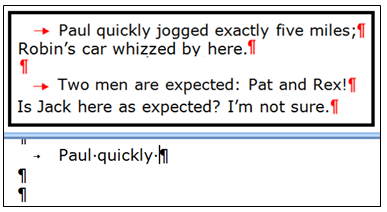 → Paul quickly jogged exactly five miles;¶
Robin's car whizzed by here.¶
¶
→ Two men are expected: Pat and Rex!¶
Is Jack here as expected? I'm not sure.¶
¶
→ Paul·quickly·¶
¶
¶